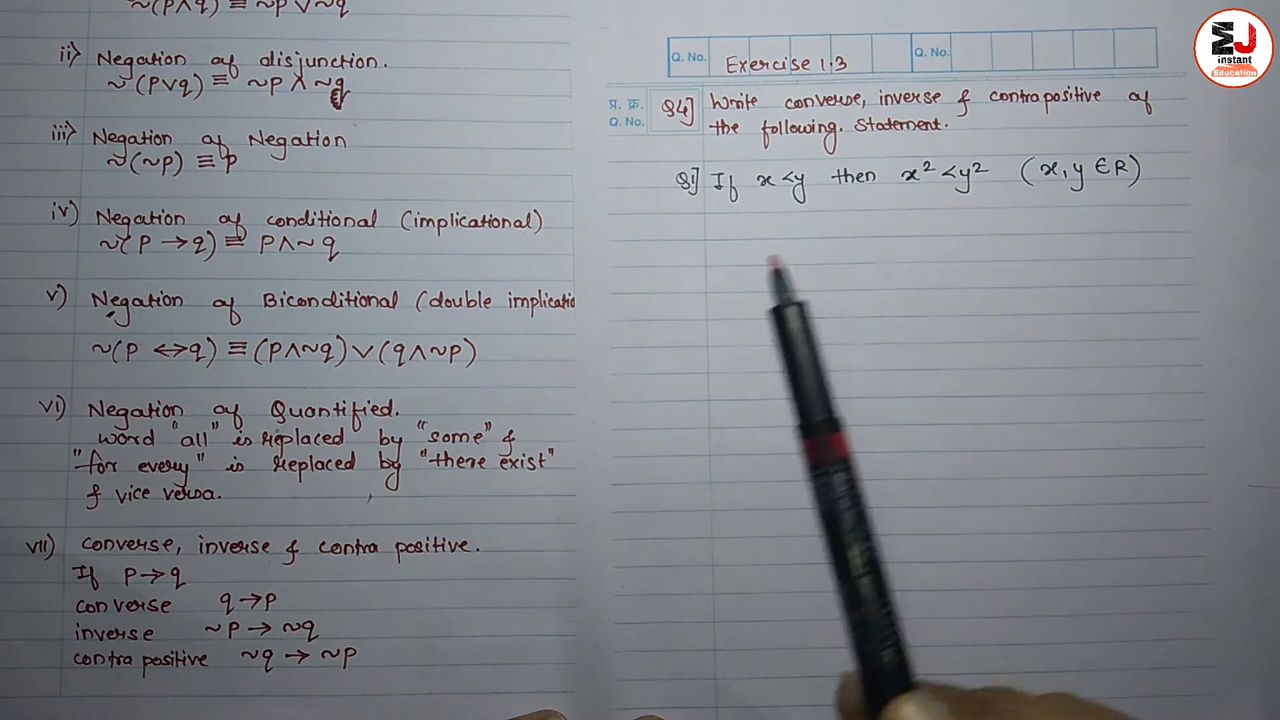 ~(p∧q) ≡ ~p ∨ ~q
ii) Negation of disjunction.
~(p∨q) ≡ ~p ∧ ~q
iii) Negation of Negation
~(~p) ≡ p
iv) Negation of conditional (implicational)
~(p → q) ≡ p ∧ ~ q
v) Negation of Biconditional (double implicatio
~(p ↔ q) ≡ (p∧~q) ∨ (q∧~p)
vi) Negation of Quantified.
word "all" is replaced by "some" &
"for every" is replaced by "there exist"
& vice versa.
vii) converse, inverse & contra positive.
If p → q
converse q → p
inverse ~p → ~q
contra positive ~q → ~p
Q. No. Exercise 1.3 Q. No.
प्र. क्र.
Q. No.
Q4] Write converse, inverse & contrapositive of
the following. statement.
Q.i] If x < y then x² < y² (x, y ∈ R)
MJ
instant
Education